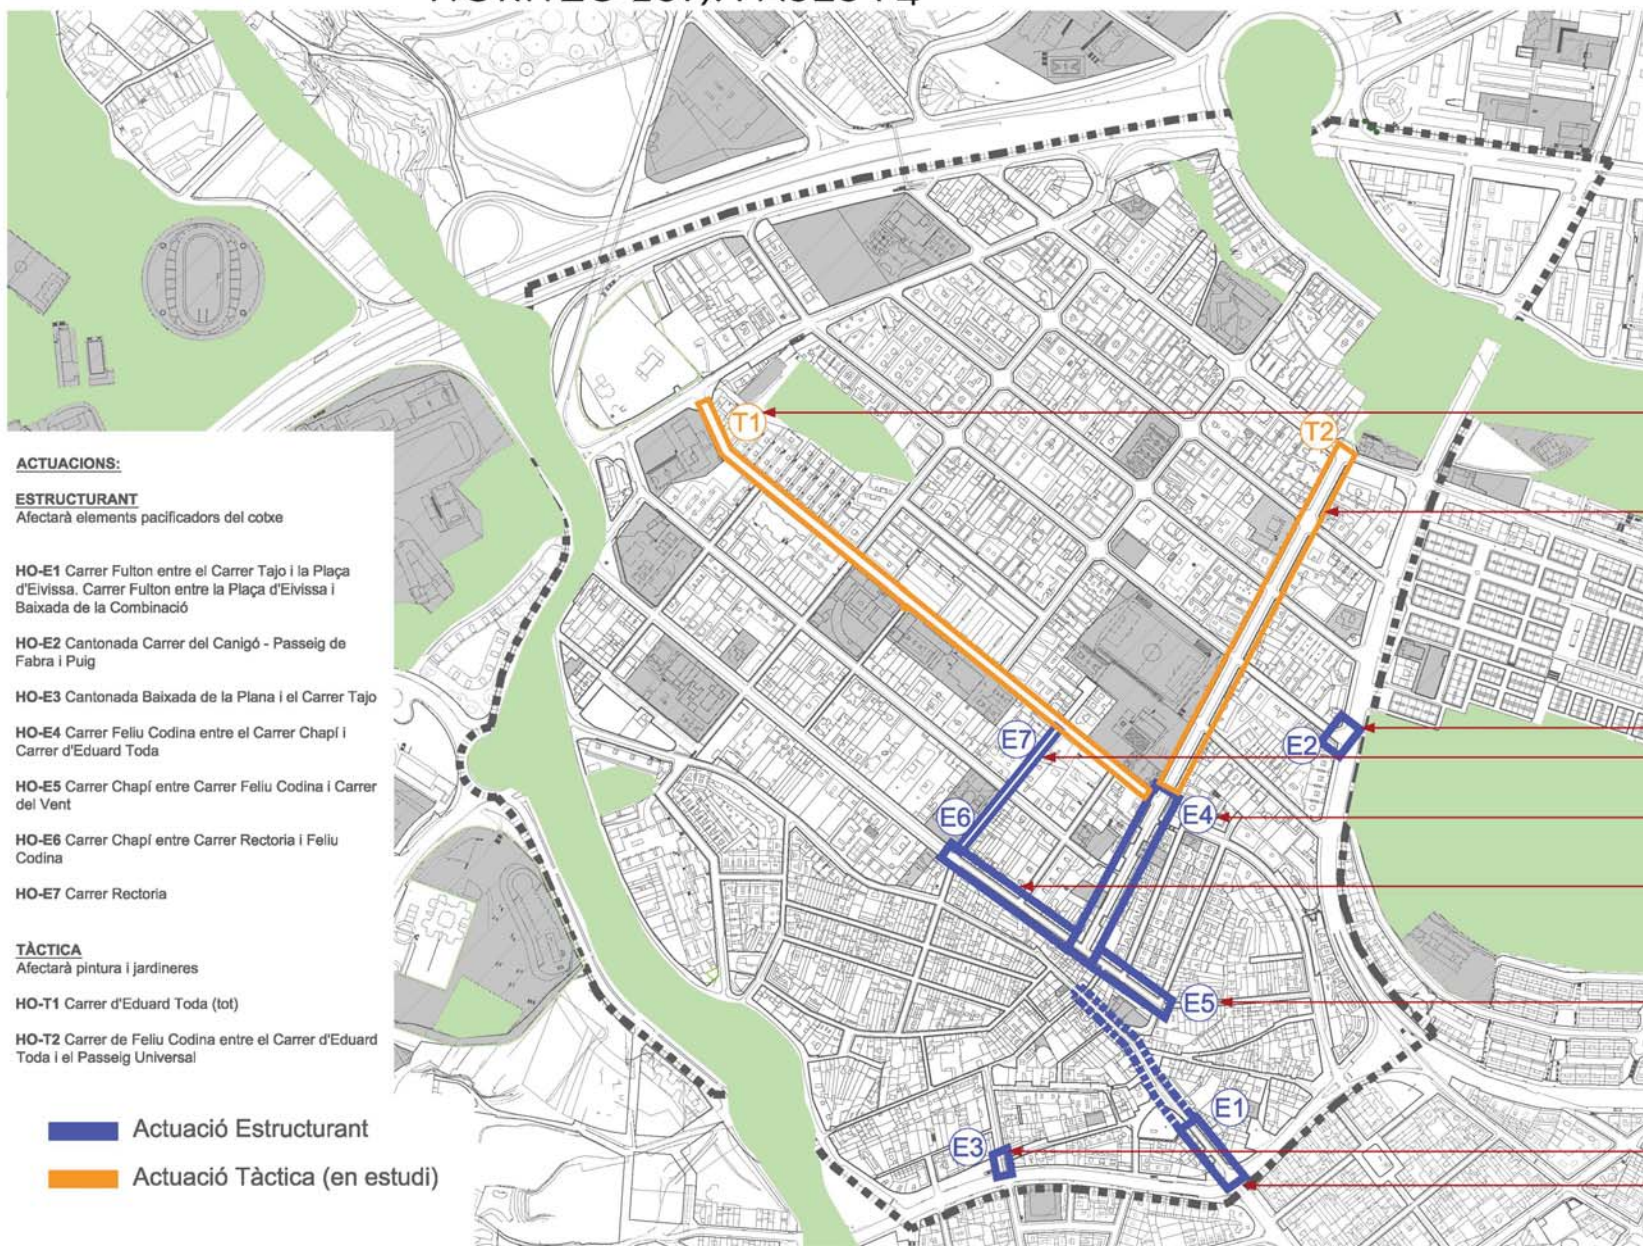 ACTUACIONS:
ESTRUCTURANT
Afectarà elements pacificadors del cotxe
HO-E1 Carrer Fulton entre el Carrer Tajo i la Plaça
d'Eivissa. Carrer Fulton entre la Plaça d'Eivissa i
Baixada de la Combinació
HO-E2 Cantonada Carrer del Canigó - Passeig de
Fabra i Puig
HO-E3 Cantonada Baixada de la Plana i el Carrer Tajo
HO-E4 Carrer Feliu Codina entre el Carrer Chapí i
Carrer d'Eduard Toda
HO-E5 Carrer Chapí entre Carrer Feliu Codina i Carrer
del Vent
HO-E6 Carrer Chapí entre Carrer Rectoria i Feliu
Codina
HO-E7 Carrer Rectoria
TÀCTICA
Afectarà pintura i jardineres
HO-T1 Carrer d'Eduard Toda (tot)
HO-T2 Carrer de Feliu Codina entre el Carrer d'Eduard
Toda i el Passeig Universal
Actuació Estructurant
Actuació Tàctica (en estudi)
T1
T2
E7
E2
E6
E4
E5
E1
E3